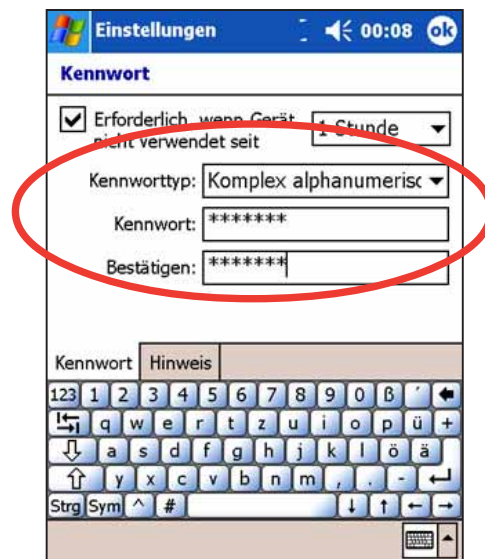 Einstellungen 00:08 ok
Kennwort
Erforderlich, wenn Gerät 1 Stunde
nicht verwendet seit
Kennworttyp: Komplex alphanumerisc
Kennwort: *******
Bestätigen: *******
Kennwort Hinweis
123 1 2 3 4 5 6 7 8 9 0 ß ´
q w e r t z u i o p ü +
a s d f g h j k l ö ä
y x c v b n m , . -
Strg Sym ^ #